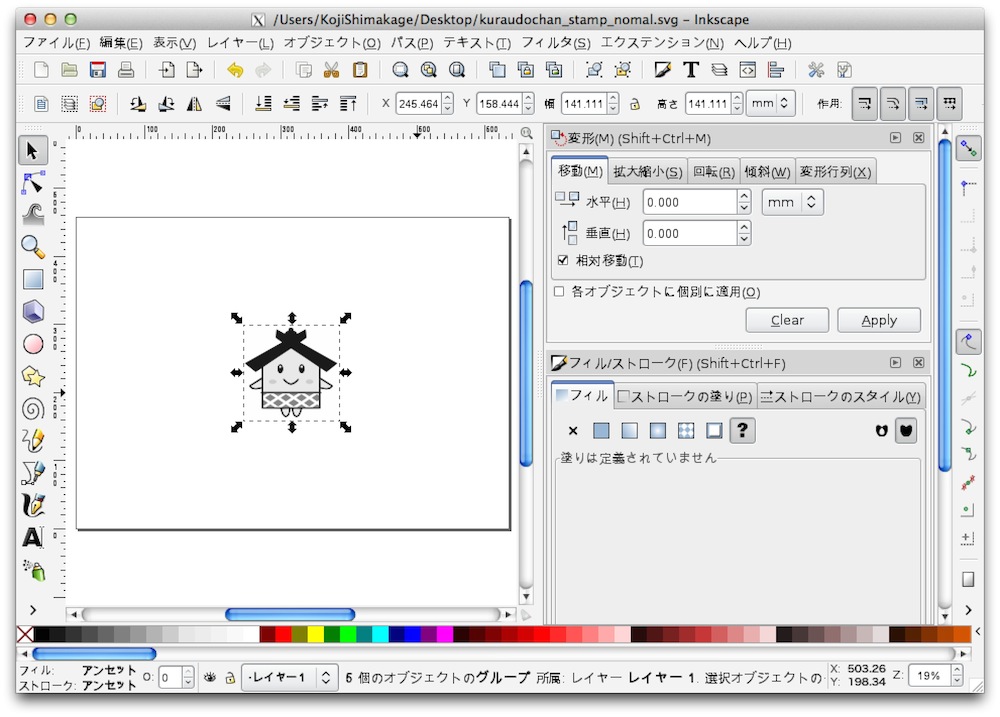 /Users/KojiShimakage/Desktop/kuraudochan_stamp_nomal.svg - Inkscape
ファイル(F) 編集(E) 表示(V) レイヤー(L) オブジェクト(O) パス(P) テキスト(T) フィルタ(S) エクステンション(N) ヘルプ(H)
X 245.464 Y 158.444 幅 141.111 高さ 141.111 mm 作用:
0 100 200 300 400 500 600
変形(M) (Shift+Ctrl+M)
移動(M) 拡大縮小(S) 回転(R) 傾斜(W) 変形行列(X)
水平(H) 0.000 mm
垂直(H) 0.000
相対移動(T)
各オブジェクトに個別に適用(O)
Clear Apply
フィル/ストローク(F) (Shift+Ctrl+F)
フィル ストロークの塗り(P) ストロークのスタイル(Y)
?
塗りは定義されていません
500
400
300
200
100
0
フィル: アンセット
ストローク: アンセット
O: 0
·レイヤー1
5 個のオブジェクトのグループ 所属: レイヤー レイヤー 1. 選択オブジェクトの
X: 503.26
Y: 198.34
Z: 19%